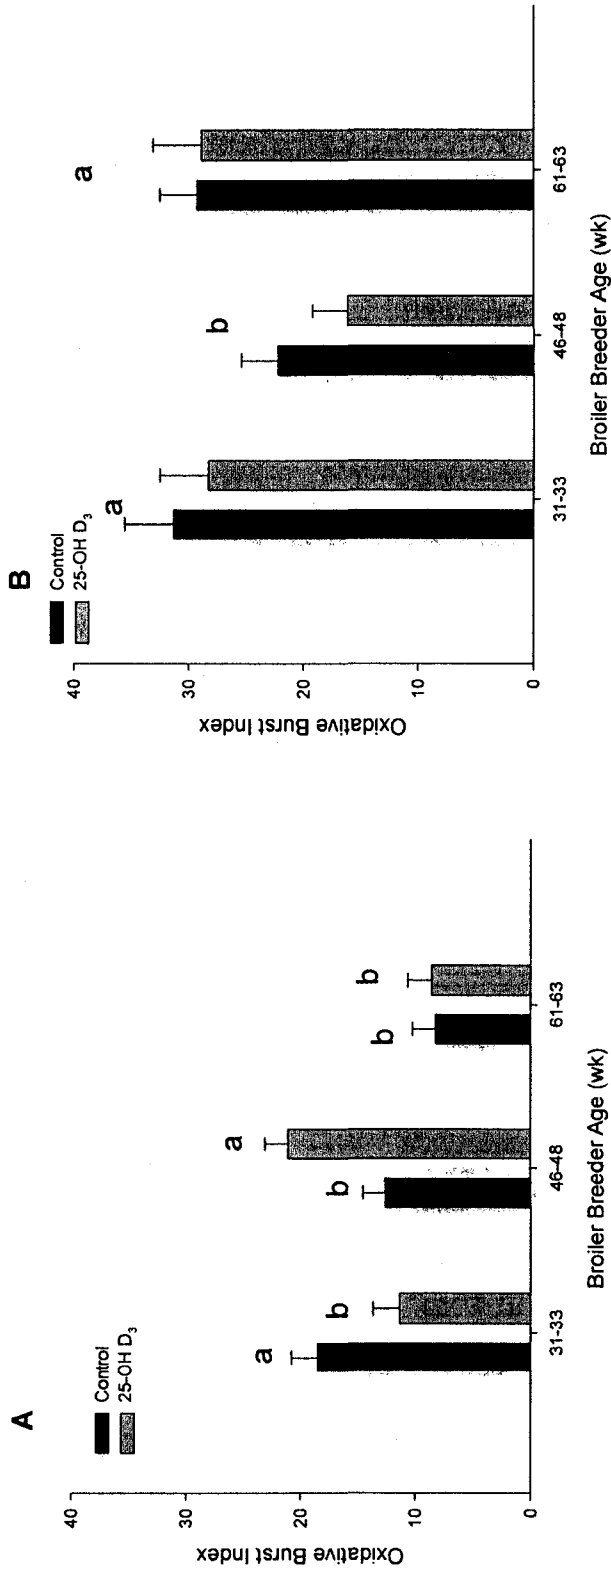 A
Control
25-OH D3
a
b
b
a
b
b
40
30
20
10
0
Oxidative Burst Index
31-33
46-48
61-63
Broiler Breeder Age (wk)
B
Control
25-OH D3
a
b
a
40
30
20
10
0
Oxidative Burst Index
31-33
46-48
61-63
Broiler Breeder Age (wk)